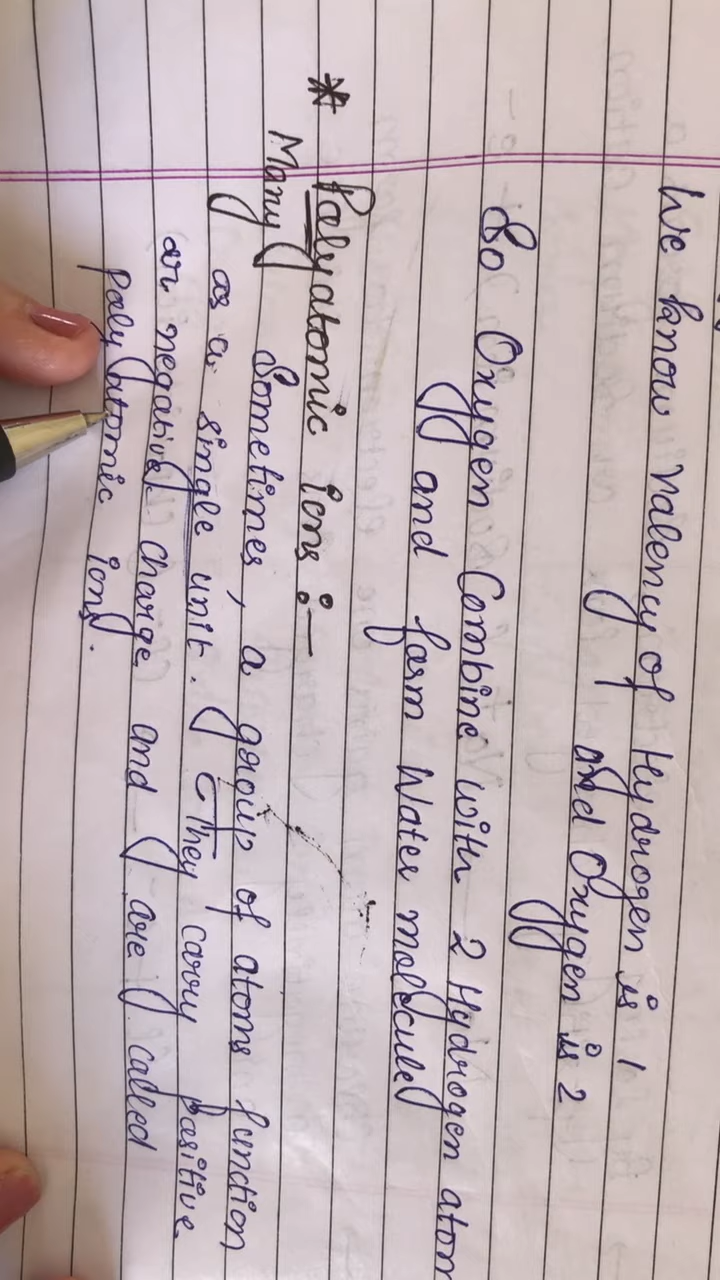 We know Valency of Hydrogen is 1
and Oxygen is 2
So Oxygen Combine with 2 Hydrogen atom
and form Water molecule
* Polyatomic ions :-
Many Sometimes, a group of atoms function
as a single unit. They carry positive
or negative charge and are called
poly atomic ions.